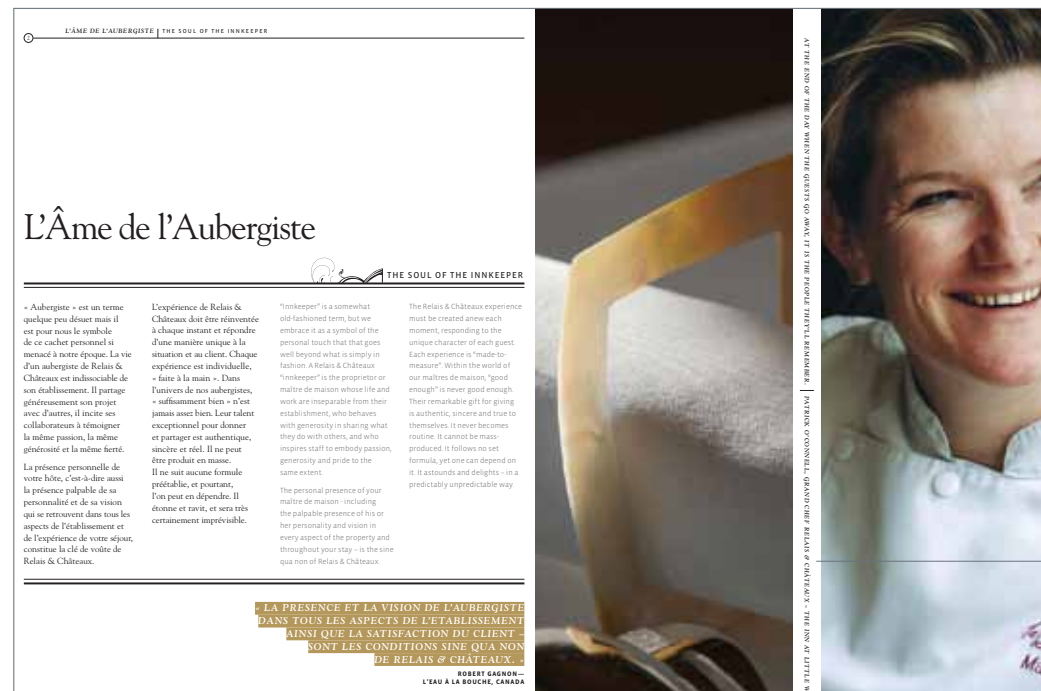 2
L'ÂME DE L'AUBERGISTE | THE SOUL OF THE INNKEEPER
L'Âme de l'Aubergiste
THE SOUL OF THE INNKEEPER
« Aubergiste » est un terme
quelque peu désuet mais il
est pour nous le symbole
de ce cachet personnel si
menacé à notre époque. La vie
d'un aubergiste de Relais &
Châteaux est indissociable de
son établissement. Il partage
généreusement son projet
avec d'autres, il incite ses
collaborateurs à témoigner
la même passion, la même
générosité et la même fierté.
La présence personnelle de
votre hôte, c'est-à-dire aussi
la présence palpable de sa
personnalité et de sa vision
qui se retrouvent dans tous les
aspects de l'établissement et
de l'expérience de votre séjour,
constitue la clé de voûte de
Relais & Châteaux.
L'expérience de Relais &
Châteaux doit être réinventée
à chaque instant et répondre
d'une manière unique à la
situation et au client. Chaque
expérience est individuelle,
« faite à la main ». Dans
l'univers de nos aubergistes,
« suffisamment bien » n'est
jamais assez bien. Leur talent
exceptionnel pour donner
et partager est authentique,
sincère et réel. Il ne peut
être produit en masse.
Il ne suit aucune formule
préétablie, et pourtant,
l'on peut en dépendre. Il
étonne et ravit, et sera très
certainement imprévisible.
"Innkeeper" is a somewhat
old-fashioned term, but we
embrace it as a symbol of the
personal touch that that goes
well beyond what is simply in
fashion. A Relais & Châteaux
"innkeeper" is the proprietor or
maître de maison whose life and
work are inseparable from their
establishment, who behaves
with generosity in sharing what
they do with others, and who
inspires staff to embody passion,
generosity and pride to the
same extent.
The personal presence of your
maître de maison -including
the palpable presence of his or
her personality and vision in
every aspect of the property and
throughout your stay – is the sine
qua non of Relais & Châteaux.
The Relais & Châteaux experience
must be created anew each
moment, responding to the
unique character of each guest.
Each experience is "made-to-
measure". Within the world of
our maîtres de maison, "good
enough" is never good enough.
Their remarkable gift for giving
is authentic, sincere and true to
themselves. It never becomes
routine. It cannot be mass-
produced. It follows no set
formula, yet one can depend on
it. It astounds and delights – in a
predictably unpredictable way.
« LA PRESENCE ET LA VISION DE L'AUBERGISTE
DANS TOUS LES ASPECTS DE L'ETABLISSEMENT
AINSI QUE LA SATISFACTION DU CLIENT –
SONT LES CONDITIONS SINE QUA NON
DE RELAIS & CHÂTEAUX. »
ROBERT GAGNON—
L'EAU À LA BOUCHE, CANADA
AT THE END OF THE DAY WHEN THE GUESTS GO AWAY, IT IS THE PEOPLE THEY'LL REMEMBER. | PATRICK O'CONNELL, GRAND CHEF RELAIS & CHÂTEAUX – THE INN AT LITTLE W